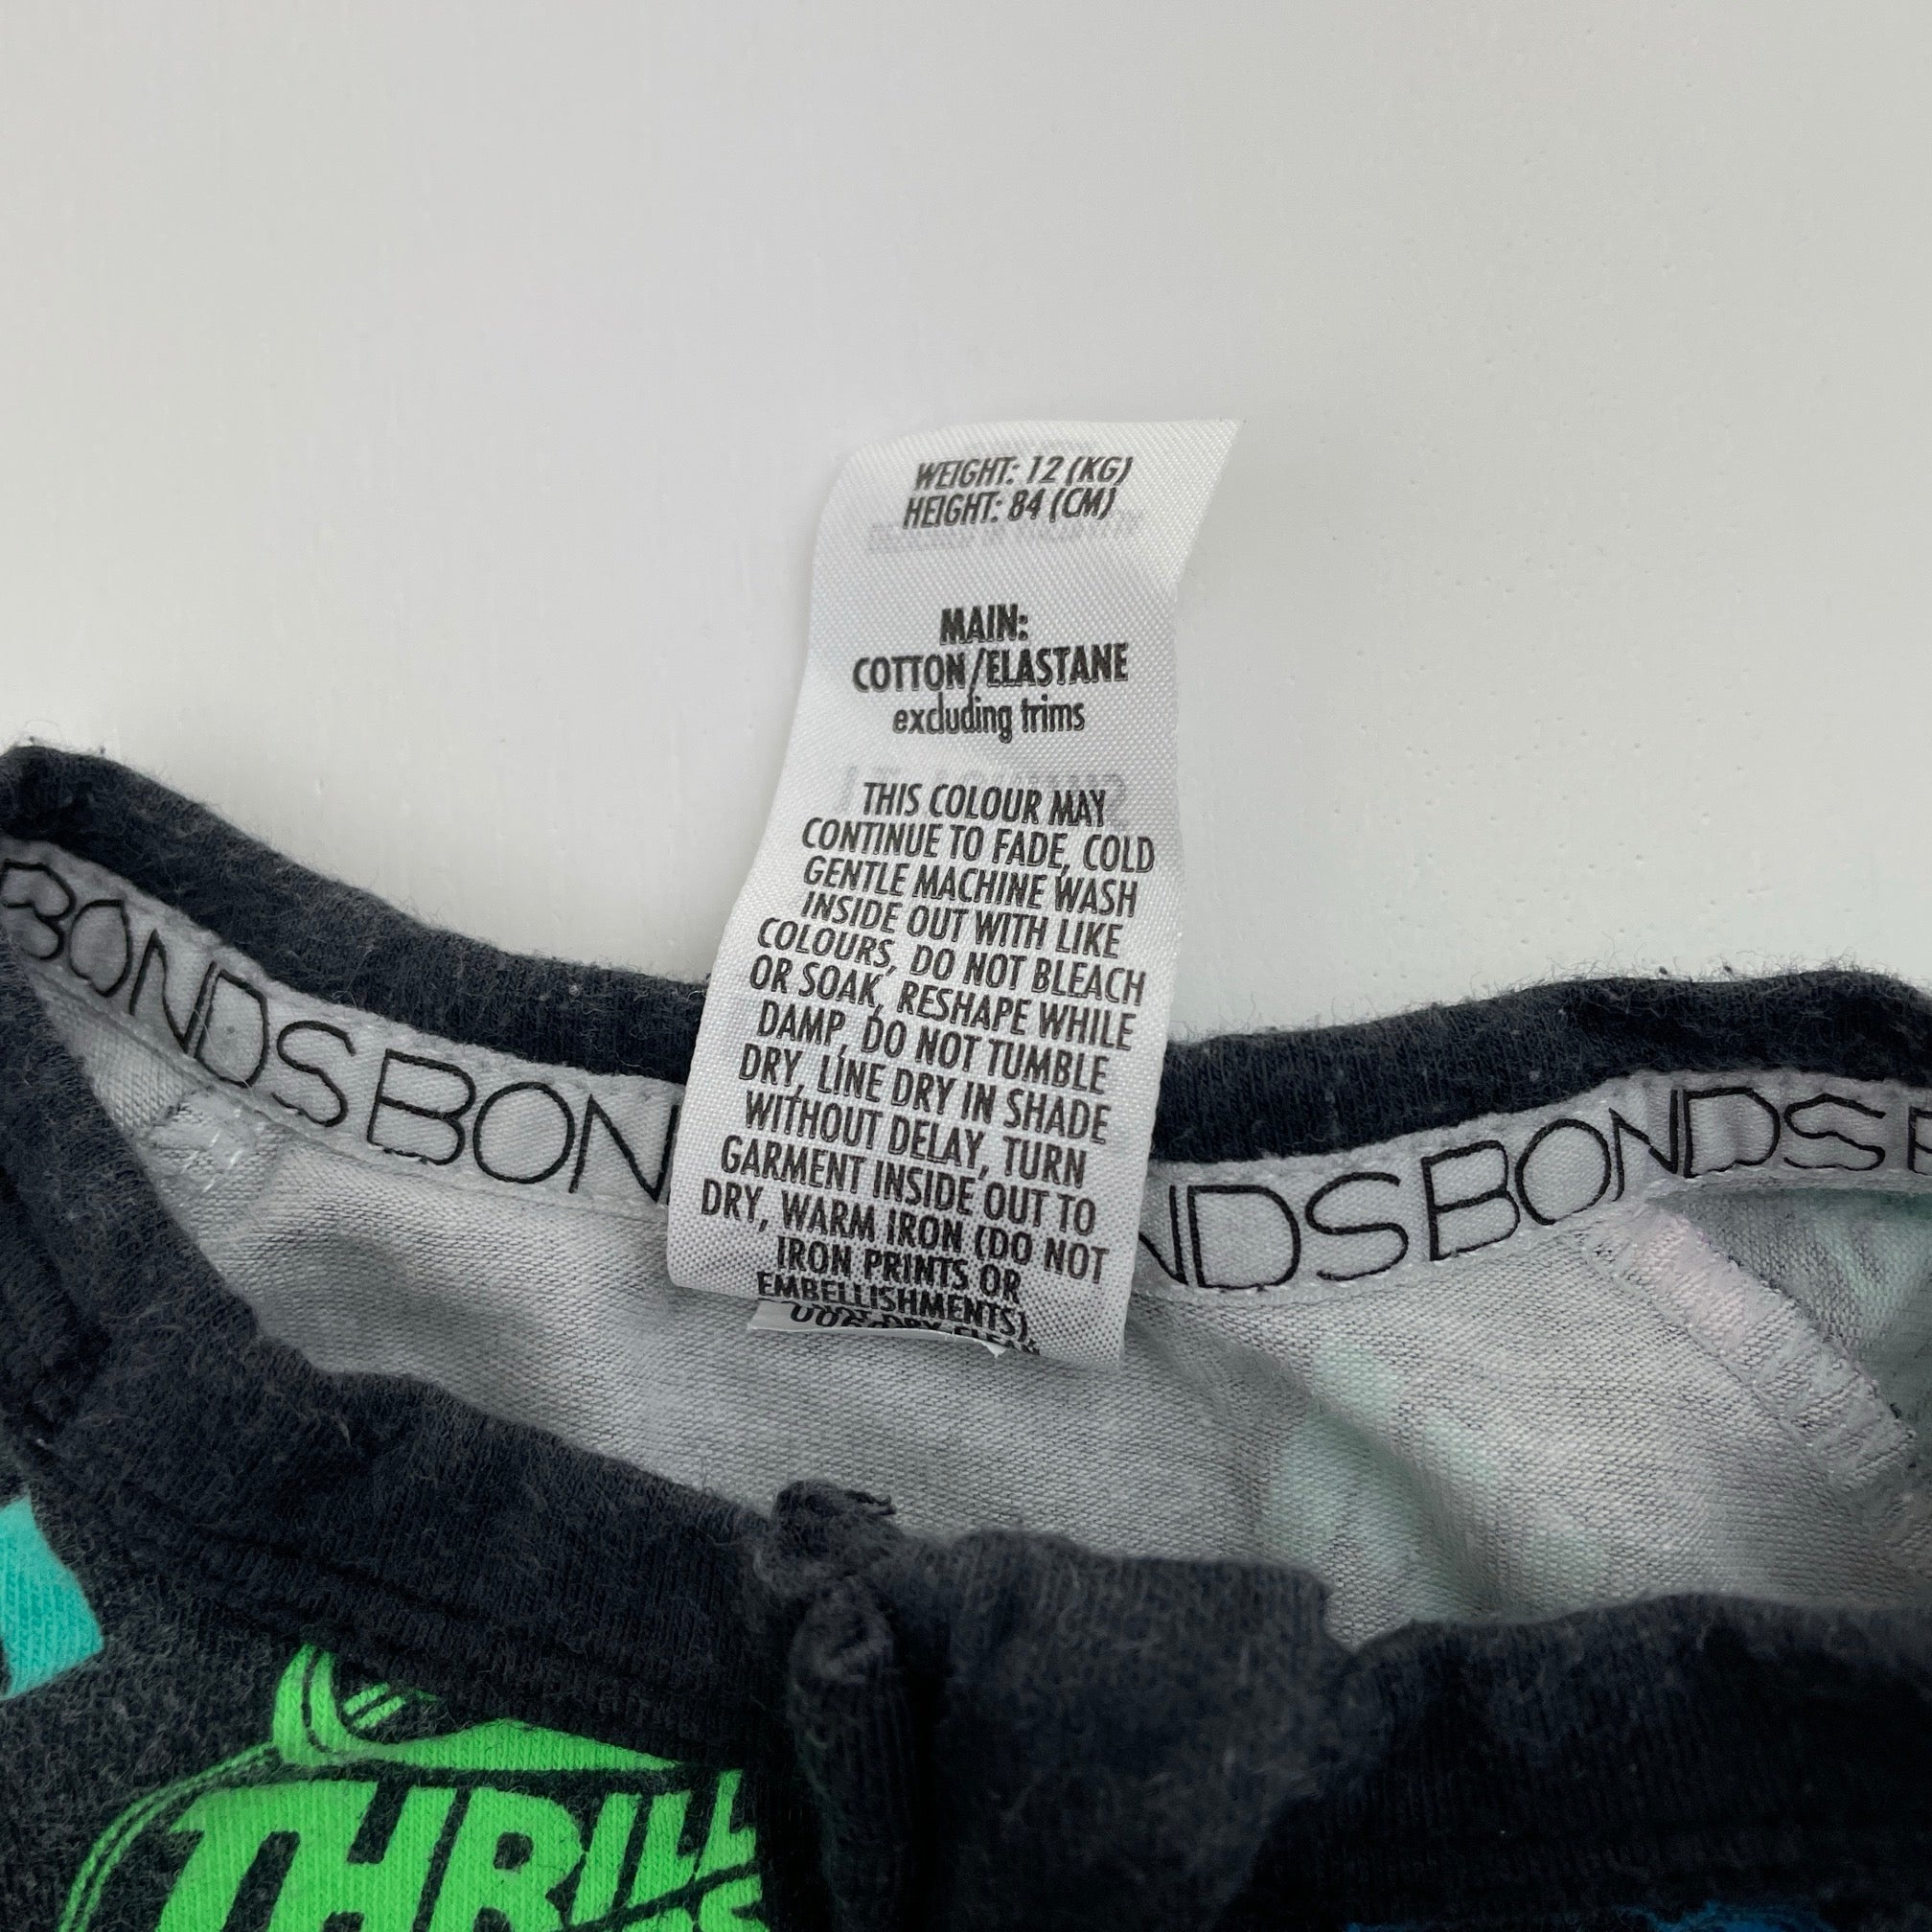 WEIGHT: 12 (KG)
HEIGHT: 84 (CM)
MAIN:
COTTON/ELASTANE
excluding trims
THIS COLOUR MAY
CONTINUE TO FADE, COLD
GENTLE MACHINE WASH
INSIDE OUT WITH LIKE
COLOURS, DO NOT BLEACH
OR SOAK, RESHAPE WHILE
DAMP, DO NOT TUMBLE
DRY, LINE DRY IN SHADE
WITHOUT DELAY, TURN
GARMENT INSIDE OUT TO
DRY, WARM IRON (DO NOT
IRON PRINTS OR
EMBELLISHMENTS),
BONDS BON NDS BONDS B
THRILL